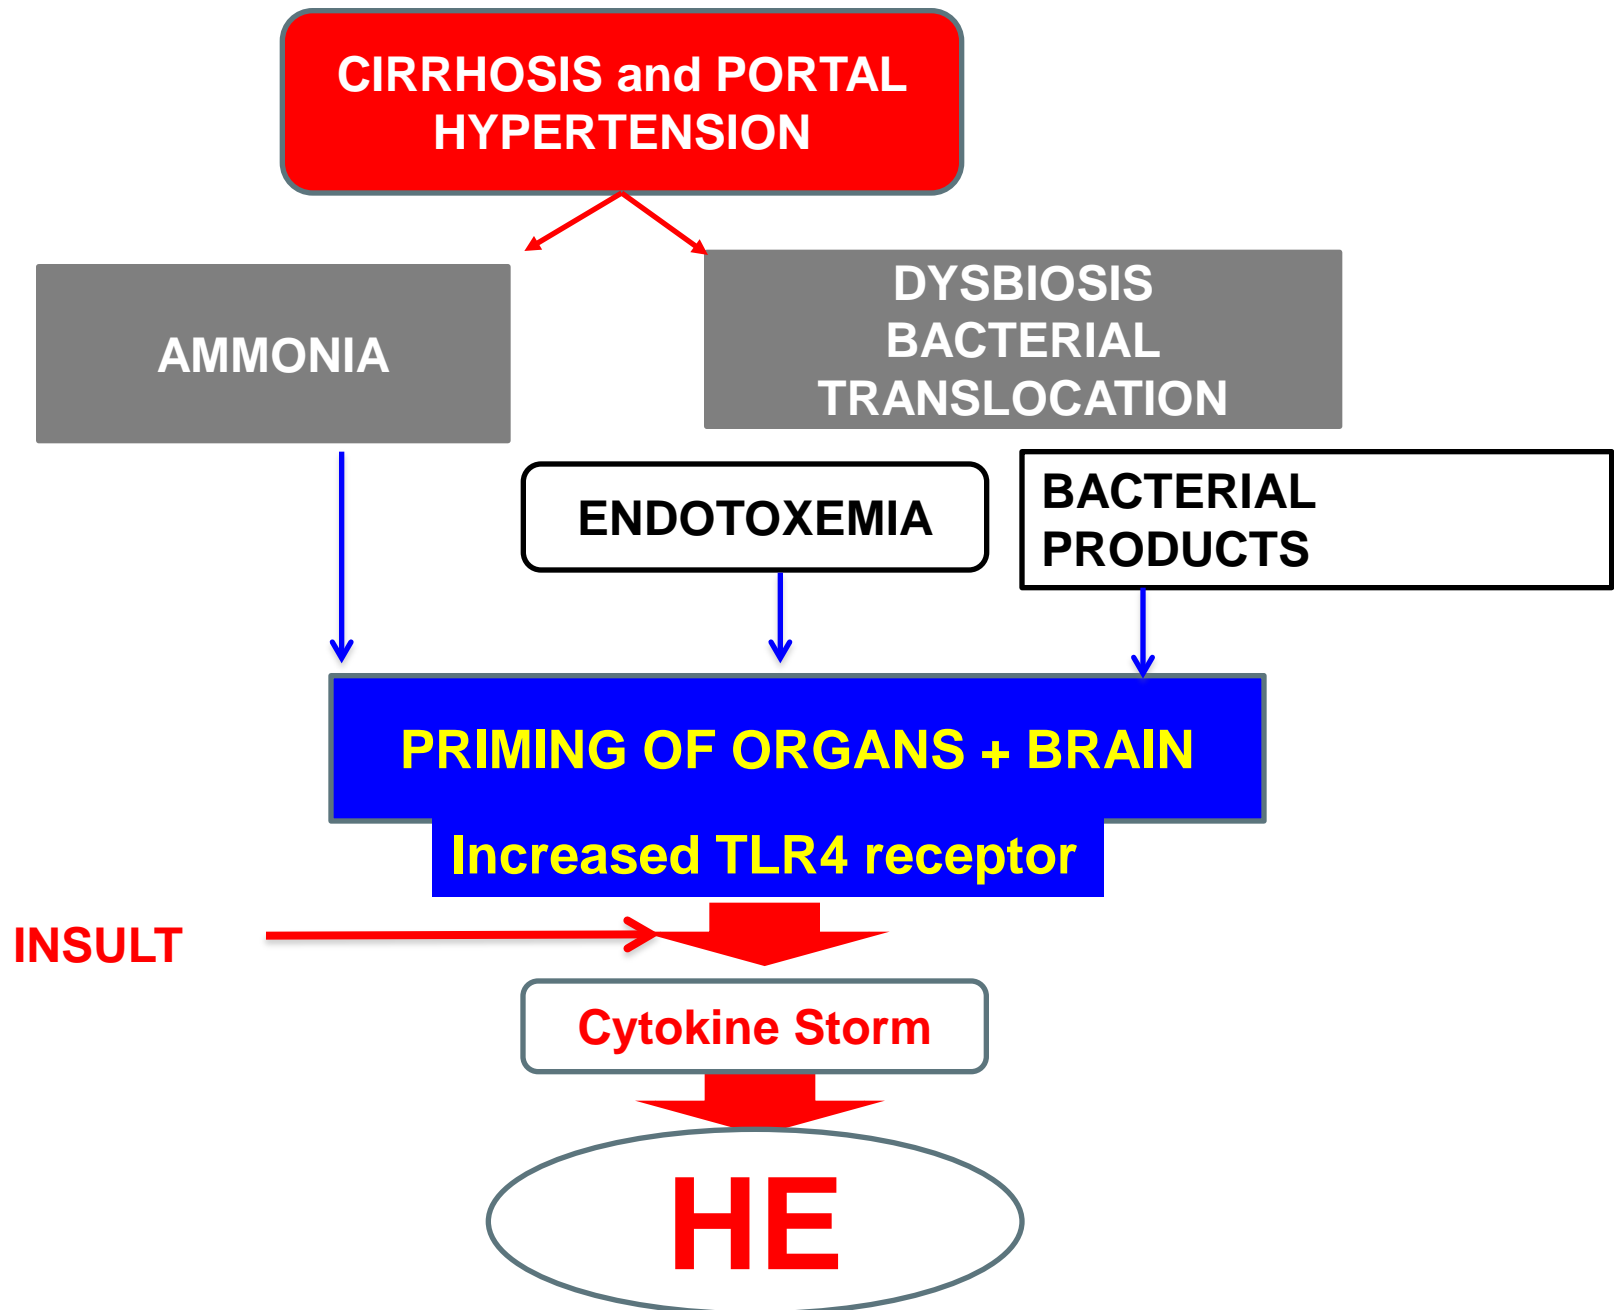 CIRRHOSIS and PORTAL
HYPERTENSION
AMMONIA
DYSBIOSIS
BACTERIAL
TRANSLOCATION
ENDOTOXEMIA
BACTERIAL
PRODUCTS
PRIMING OF ORGANS + BRAIN
Increased TLR4 receptor
INSULT
Cytokine Storm
HE